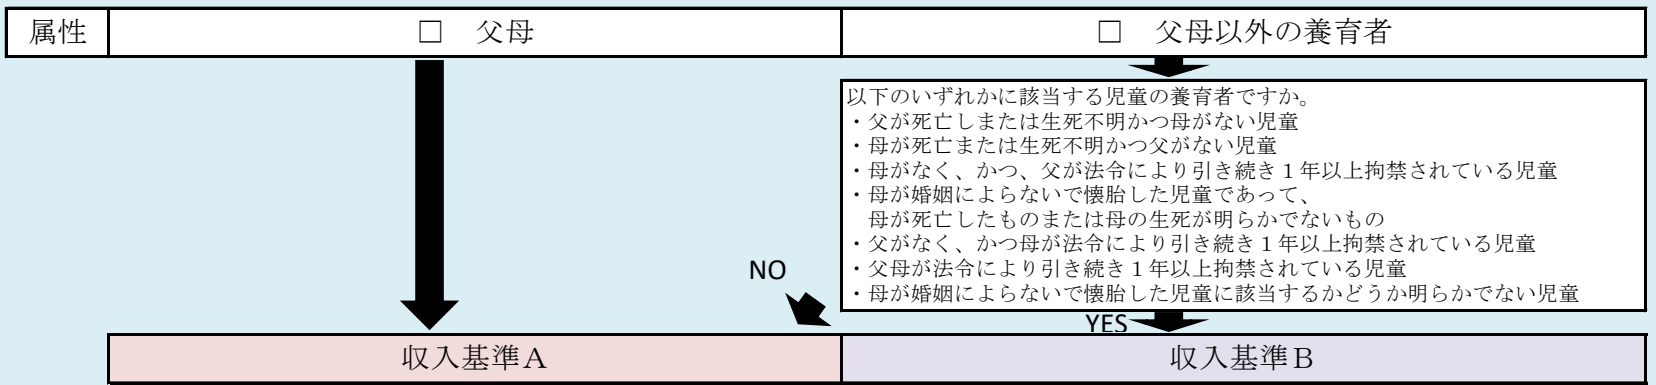 属性
□ 父母
□ 父母以外の養育者
以下のいずれかに該当する児童の養育者ですか。
・父が死亡しまたは生死不明かつ母がない児童
・母が死亡または生死不明かつ父がない児童
・母がなく、かつ、父が法令により引き続き１年以上拘禁されている児童
・母が婚姻によらないで懐胎した児童であって、
母が死亡したものまたは母の生死が明らかでないもの
・父がなく、かつ母が法令により引き続き１年以上拘禁されている児童
・父母が法令により引き続き１年以上拘禁されている児童
・母が婚姻によらないで懐胎した児童に該当するかどうか明らかでない児童
NO
YES
収入基準Ａ
収入基準Ｂ